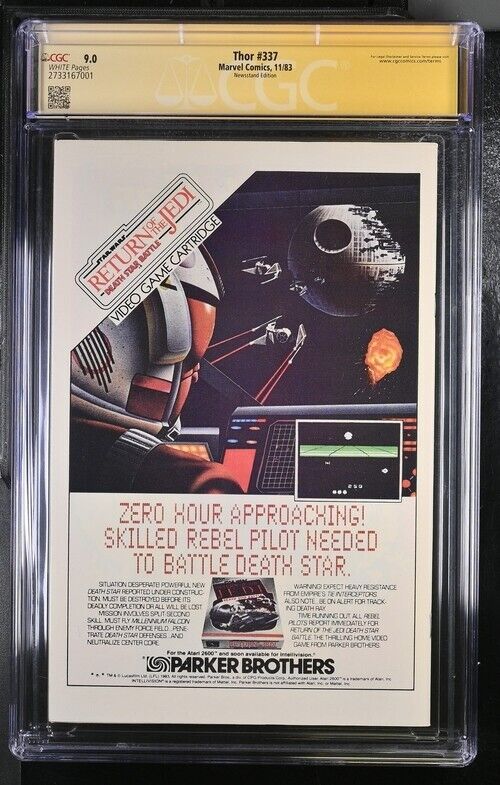 CGC 9.0
WHITE Pages
2733167001
Thor #337
Marvel Comics, 11/83
Newsstand Edition
www.cgccomics.com/terms
CGC
STAR WARS
RETURN OF THE JEDI
DEATH STAR BATTLE
VIDEO GAME CARTRIDGE
ZERO HOUR APPROACHING!
SKILLED REBEL PILOT NEEDED
TO BATTLE DEATH STAR.
SITUATION DESPERATE! POWERFUL NEW
DEATH STAR REPORTED UNDER CONSTRUC-
TION. MUST BE DESTROYED BEFORE ITS
DEADLY COMPLETION OR ALL WILL BE LOST.
MISSION INVOLVES SPLIT-SECOND
SKILL. MUST FLY MILLENNIUM FALCON
THROUGH ENEMY FORCE FIELD... PENE-
TRATE DEATH STAR DEFENSES...AND
NEUTRALIZE CENTER CORE.
WARNING! EXPECT HEAVY RESISTANCE
FROM EMPIRE'S TIE INTERCEPTORS.
ALSO NOTE...BE ON ALERT FOR TRACK-
ING DEATH RAY.
TIME RUNNING OUT! ALL REBEL
PILOTS REPORT IMMEDIATELY FOR
RETURN OF THE JEDI DEATH STAR
BATTLE, THE THRILLING HOME VIDEO
GAME FROM PARKER BROTHERS.
For the Atari 2600™ and soon available for Intellivision.®
PARKER BROTHERS